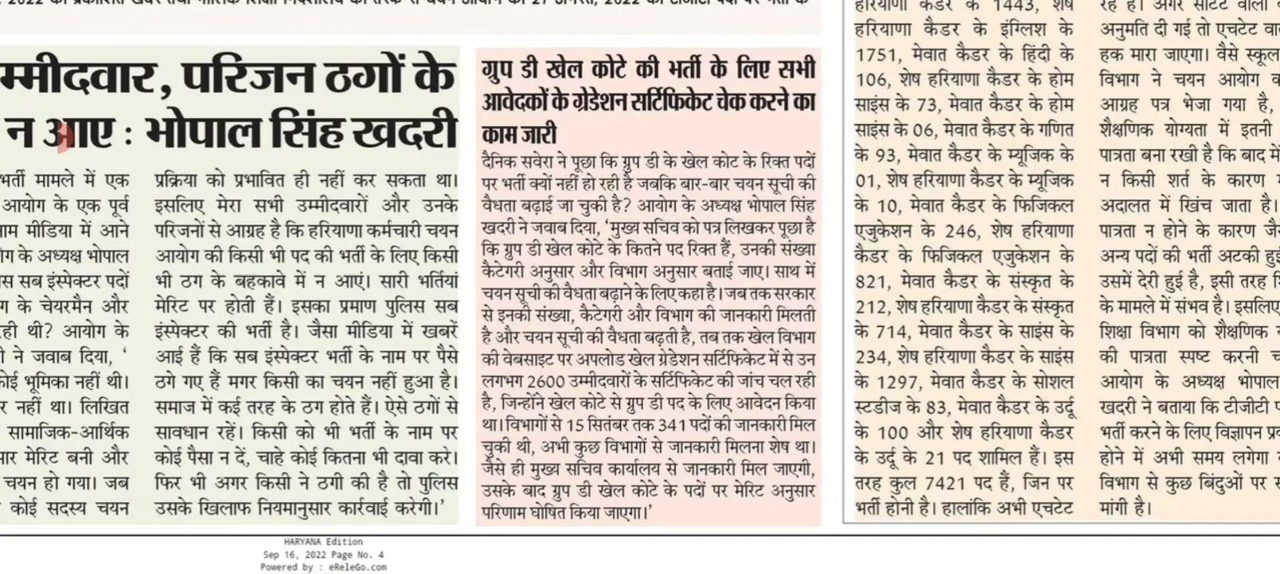 उम्मीदवार, परिजन ठगों के
न आए : भोपाल सिंह खदरी
भर्ती मामले में एक
आयोग के एक पूर्व
मीडिया में आने
के अध्यक्ष भोपाल
सब इंस्पेक्टर पदों
के चेयरमैन और
रही थी? आयोग के
ने जवाब दिया, ‘
कोई भूमिका नहीं थी।
नहीं था। लिखित
सामाजिक-आर्थिक
मेरिट बनी और
चयन हो गया। जब
कोई सदस्य चयन
प्रक्रिया को प्रभावित ही नहीं कर सकता था।
इसलिए मेरा सभी उम्मीदवारों और उनके
परिजनों से आग्रह है कि हरियाणा कर्मचारी चयन
आयोग की किसी भी पद की भर्ती के लिए किसी
भी ठग के बहकावे में न आएं। सारी भर्तियां
मेरिट पर होती हैं। इसका प्रमाण पुलिस सब
इंस्पेक्टर की भर्ती है। जैसा मीडिया में खबरें
आई हैं कि सब इंस्पेक्टर भर्ती के नाम पर पैसे
ठगे गए हैं मगर किसी का चयन नहीं हुआ है।
समाज में कई तरह के ठग होते हैं। ऐसे ठगों से
सावधान रहें। किसी को भी भर्ती के नाम पर
कोई पैसा न दें, चाहे कोई कितना भी दावा करे।
फिर भी अगर किसी ने ठगी की है तो पुलिस
उसके खिलाफ नियमानुसार कार्रवाई करेगी।’
ग्रुप डी खेल कोटे की भर्ती के लिए सभी
आवेदकों के ग्रेडेशन सर्टिफिकेट चेक करने का
काम जारी
दैनिक सवेरा ने पूछा कि ग्रुप डी के खेल कोट के रिक्त पदों
पर भर्ती क्यों नहीं हो रही है जबकि बार-बार चयन सूची की
वैधता बढ़ाई जा चुकी है? आयोग के अध्यक्ष भोपाल सिंह
खदरी ने जवाब दिया, ‘मुख्य सचिव को पत्र लिखकर पूछा है
कि ग्रुप डी खेल कोटे के कितने पद रिक्त हैं, उनकी संख्या
कैटेगरी अनुसार और विभाग अनुसार बताई जाए। साथ में
चयन सूची की वैधता बढ़ाने के लिए कहा है। जब तक सरकार
से इनकी संख्या, कैटेगरी और विभाग की जानकारी मिलती
है और चयन सूची की वैधता बढ़ती है, तब तक खेल विभाग
की वेबसाइट पर अपलोड खेल ग्रेडेशन सर्टिफिकेट में से उन
लगभग 2600 उम्मीदवारों के सर्टिफिकेट की जांच चल रही
है, जिन्होंने खेल कोटे से ग्रुप डी पद के लिए आवेदन किया
था। विभागों से 15 सितंबर तक 341 पदों की जानकारी मिल
चुकी थी, अभी कुछ विभागों से जानकारी मिलना शेष था।
जैसे ही मुख्य सचिव कार्यालय से जानकारी मिल जाएगी,
उसके बाद ग्रुप डी खेल कोटे के पदों पर मेरिट अनुसार
परिणाम घोषित किया जाएगा।’
हरियाणा कैडर के 1443, शेष
हरियाणा कैडर के इंग्लिश के
1751, मेवात कैडर के हिंदी के
106, शेष हरियाणा कैडर के होम
साइंस के 73, मेवात कैडर के होम
साइंस के 06, मेवात कैडर के गणित
के 93, मेवात कैडर के म्यूजिक के
01, शेष हरियाणा कैडर के म्यूजिक
के 10, मेवात कैडर के फिजिकल
एजुकेशन के 246, शेष हरियाणा
कैडर के फिजिकल एजुकेशन के
821, मेवात कैडर के संस्कृत के
212, शेष हरियाणा कैडर के संस्कृत
के 714, मेवात कैडर के साइंस के
234, शेष हरियाणा कैडर के साइंस
के 1297, मेवात कैडर के सोशल
स्टडीज के 83, मेवात कैडर के उर्दू
के 100 और शेष हरियाणा कैडर
के उर्दू के 21 पद शामिल हैं। इस
तरह कुल 7421 पद हैं, जिन पर
भर्ती होनी है। हालांकि अभी एचटेट
रहे हैं। अगर सीटेट वालों
अनुमति दी गई तो एचटेट
हक मारा जाएगा। वैसे स्कूल
विभाग ने चयन आयोग
आग्रह पत्र भेजा गया है,
शैक्षणिक योग्यता में इतनी
पात्रता बना रखी है कि बाद में
न किसी शर्त के कारण
अदालत में खिंच जाता है।
पात्रता न होने के कारण
अन्य पदों की भर्ती अटकी
उसमें देरी हुई है, इसी तरह
के मामले में संभव है।
शिक्षा विभाग को शैक्षणिक
की पात्रता स्पष्ट करनी
आयोग के अध्यक्ष भोपाल
खदरी ने बताया कि टीजीटी
भर्ती करने के लिए विज्ञापन
होने में अभी समय लगेगा
विभाग से कुछ बिंदुओं पर
मांगी है।
HARYANA Edition
Sep 16, 2022 Page No. 4
Powered by : eReleGo.com